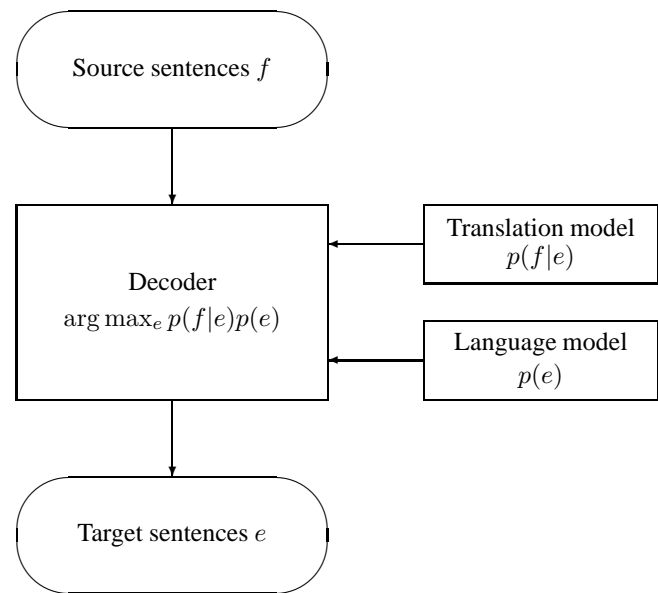 Source sentences f
Decoder
arg max_e p(f|e)p(e)
Translation model
p(f|e)
Language model
p(e)
Target sentences e